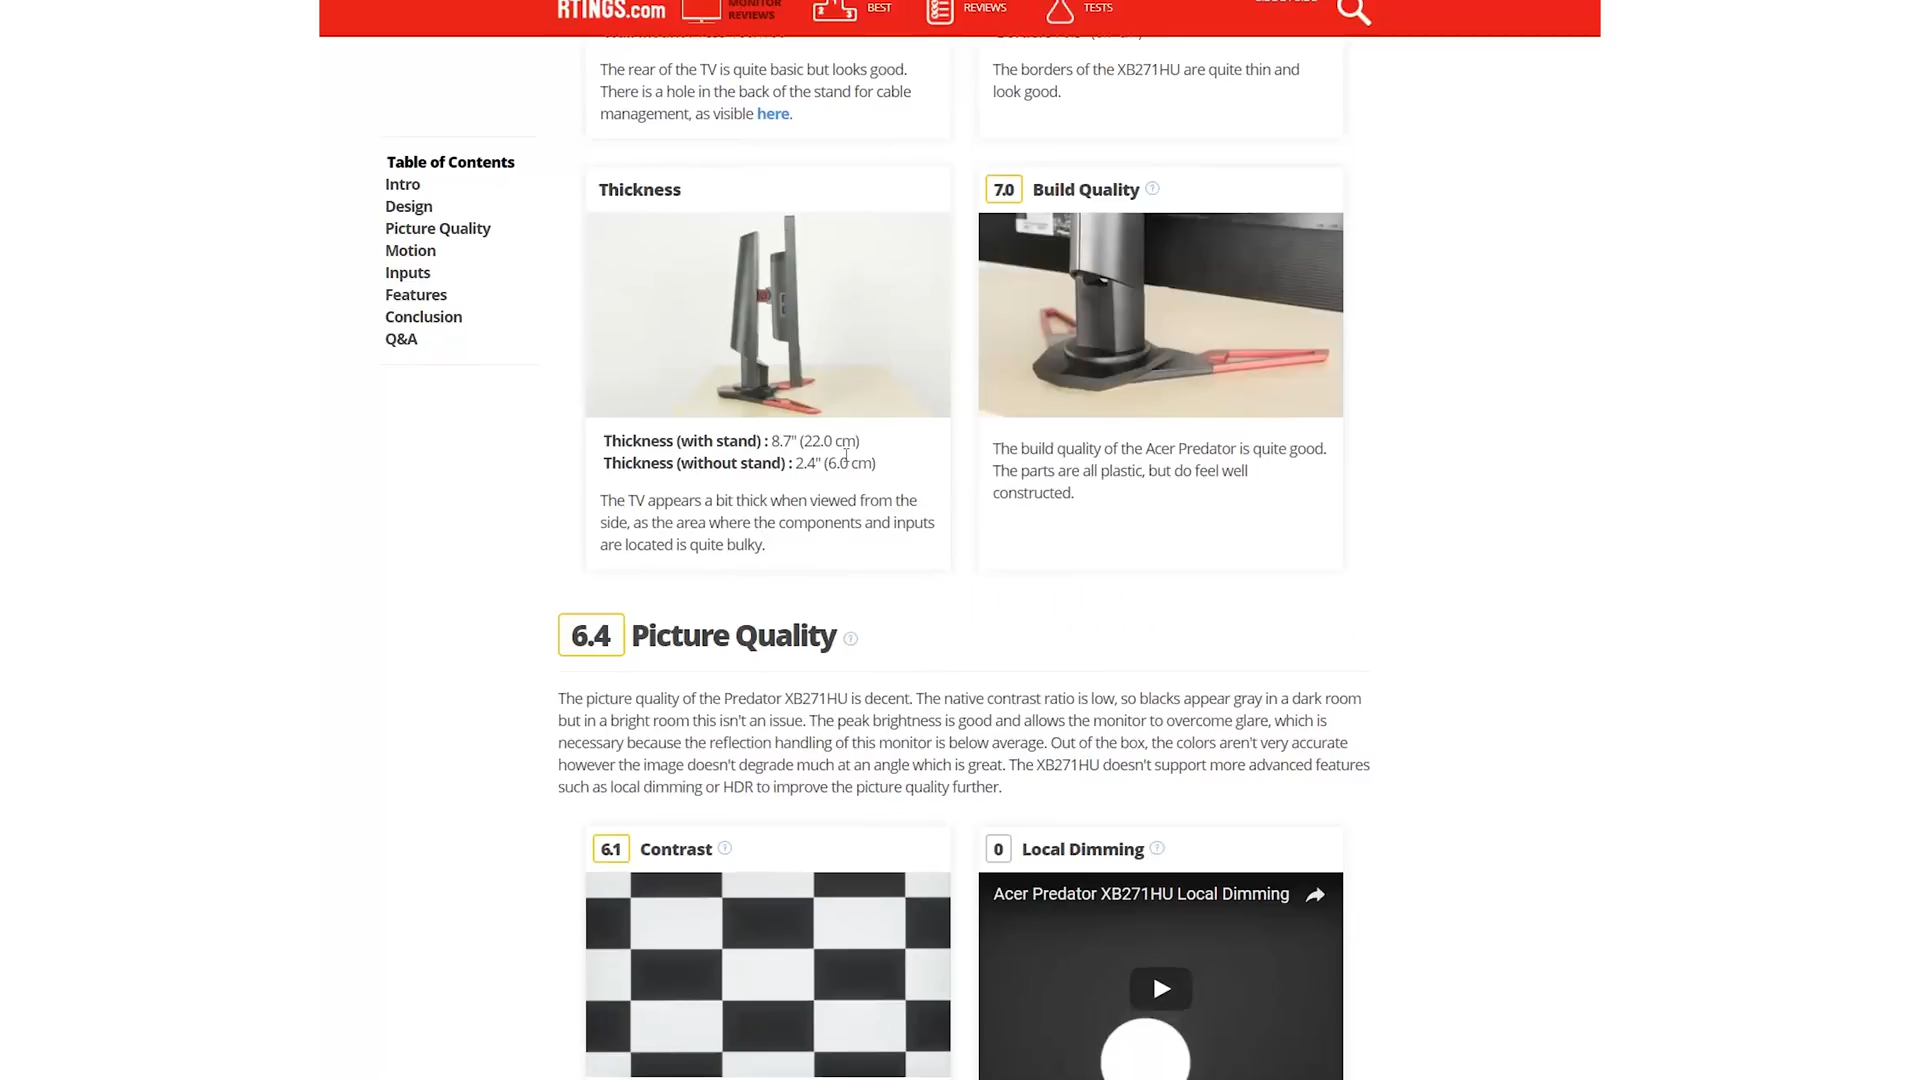 RTINGS.com
MONITOR
REVIEWS
BEST
REVIEWS
TESTS
The rear of the TV is quite basic but looks good.
There is a hole in the back of the stand for cable
management, as visible here.
The borders of the XB271HU are quite thin and
look good.
Table of Contents
Intro
Design
Picture Quality
Motion
Inputs
Features
Conclusion
Q&A
Thickness
Thickness (with stand) : 8.7" (22.0 cm)
Thickness (without stand) : 2.4" (6.0 cm)
The TV appears a bit thick when viewed from the
side, as the area where the components and inputs
are located is quite bulky.
7.0 Build Quality ?
The build quality of the Acer Predator is quite good.
The parts are all plastic, but do feel well
constructed.
6.4 Picture Quality ?
The picture quality of the Predator XB271HU is decent. The native contrast ratio is low, so blacks appear gray in a dark room
but in a bright room this isn't an issue. The peak brightness is good and allows the monitor to overcome glare, which is
necessary because the reflection handling of this monitor is below average. Out of the box, the colors aren't very accurate
however the image doesn't degrade much at an angle which is great. The XB271HU doesn't support more advanced features
such as local dimming or HDR to improve the picture quality further.
6.1 Contrast ?
0 Local Dimming ?
Acer Predator XB271HU Local Dimming